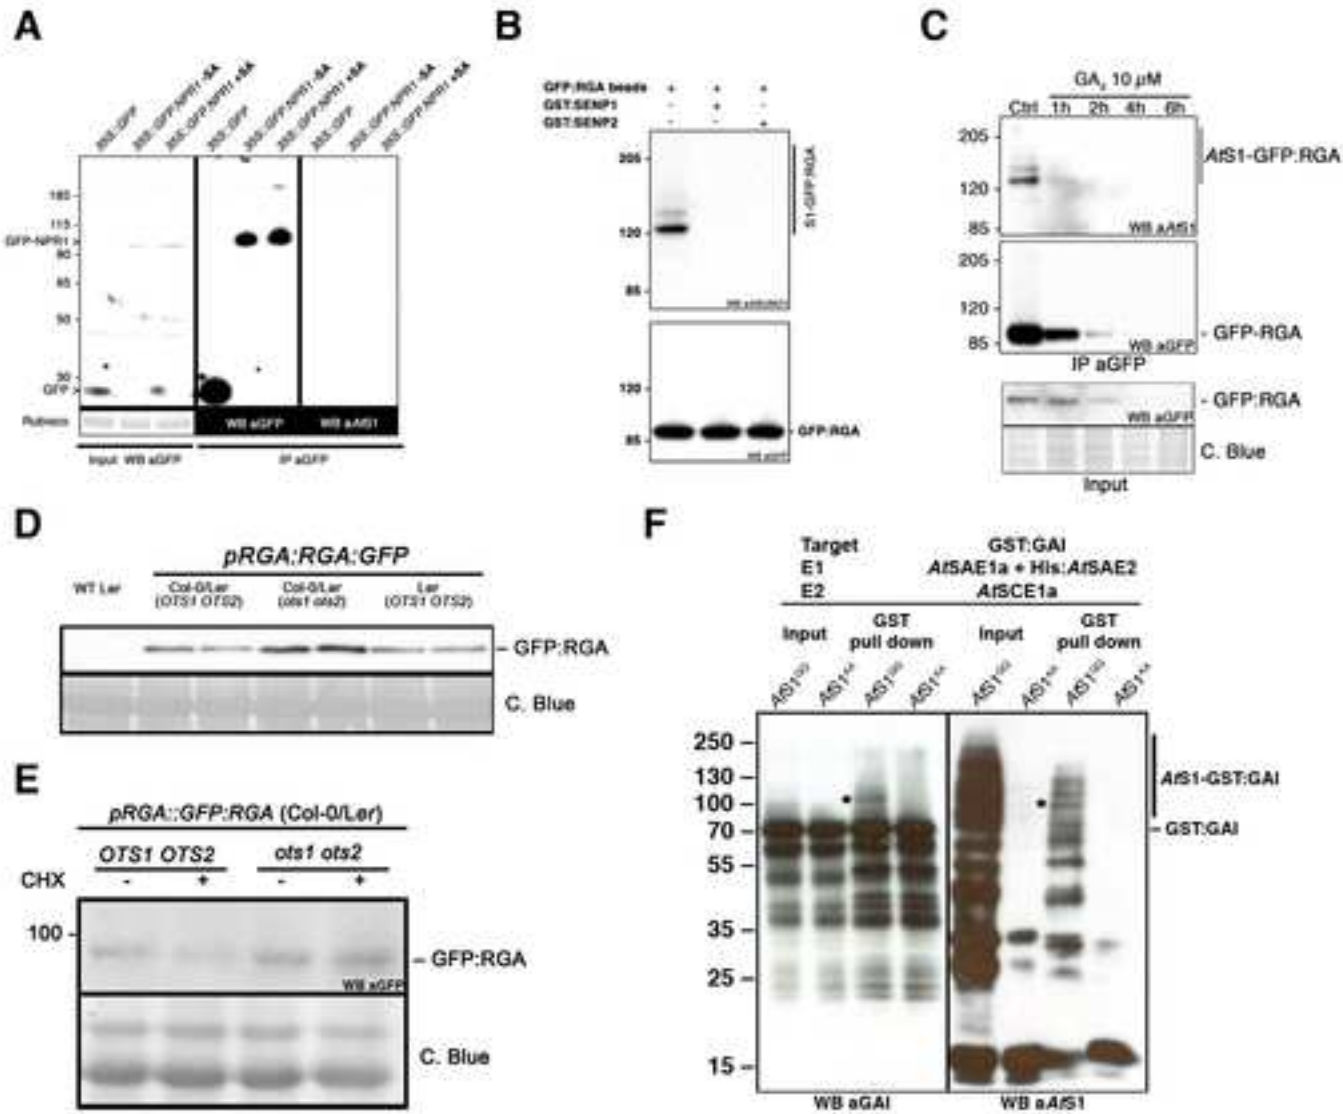 A
35S::GFP
35S::GFP-NPR1 -SA
35S::GFP-NPR1 +SA
35S::GFP
35S::GFP-NPR1 -SA
35S::GFP-NPR1 +SA
35S::GFP
35S::GFP-NPR1 -SA
35S::GFP-NPR1 +SA
115
GFP-NPR1
90
65
50
30
GFP
WB aGFP
WB aAtS1
Input WB aGFP
IP aGFP
B
GFP:RGA beads + + +
GST:SENP1 - + -
GST:SENP2 - - +
205
120
85
S1-GFP:RGA
120
85
GFP:RGA
C
GA3 10 µM
Ctrl 1h 2h 4h 6h
205
120
85
AtS1-GFP:RGA
WB aAtS1
205
120
85
- GFP-RGA
WB aGFP
IP aGFP
- GFP:RGA
WB aGFP
C. Blue
Input
D
pRGA:RGA:GFP
WT Ler
Col-0/Ler
(OTS1 OTS2)
Col-0/Ler
(ots1 ots2)
Ler
(OTS1 OTS2)
– GFP:RGA
C. Blue
E
pRGA::GFP:RGA (Col-0/Ler)
OTS1 OTS2
ots1 ots2
CHX - + - +
100 -
– GFP:RGA
WB aGFP
C. Blue
F
Target GST:GAI
E1 AtSAE1a + His:AtSAE2
E2 AtSCE1a
Input
GST
pull down
Input
GST
pull down
AtS1GG
AtS1AA
AtS1GG
AtS1AA
AtS1GG
AtS1AA
AtS1GG
AtS1AA
250
130
100
70
55
35
25
15
AtS1-GST:GAI
– GST:GAI
WB aGAI
WB aAtS1